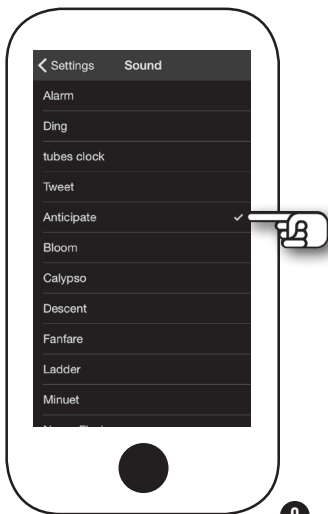 Settings Sound
Alarm
Ding
tubes clock
Tweet
Anticipate
Bloom
Calypso
Descent
Fanfare
Ladder
Minuet